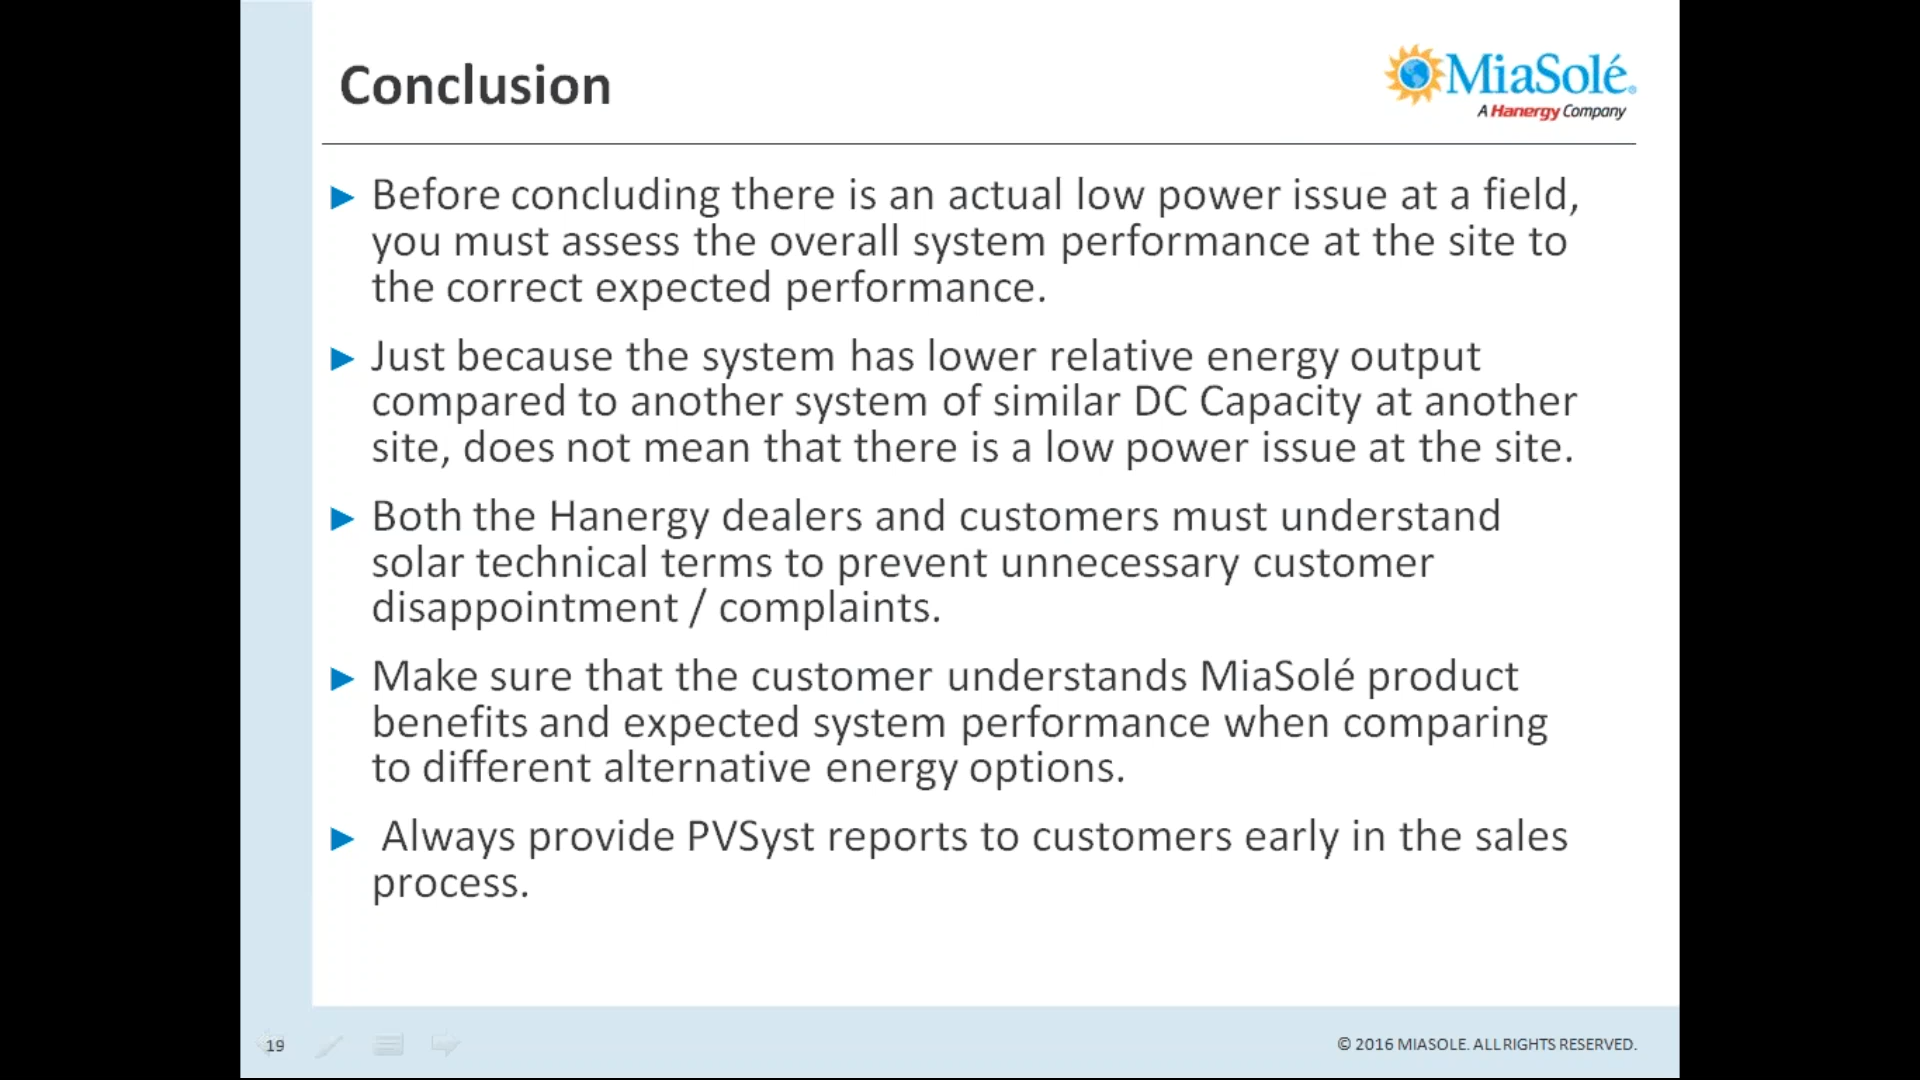 Conclusion
MiaSolé®
A Hanergy Company
Before concluding there is an actual low power issue at a field,
you must assess the overall system performance at the site to
the correct expected performance.
Just because the system has lower relative energy output
compared to another system of similar DC Capacity at another
site, does not mean that there is a low power issue at the site.
Both the Hanergy dealers and customers must understand
solar technical terms to prevent unnecessary customer
disappointment / complaints.
Make sure that the customer understands MiaSolé product
benefits and expected system performance when comparing
to different alternative energy options.
Always provide PVSyst reports to customers early in the sales
process.
19
© 2016 MIASOLE. ALL RIGHTS RESERVED.